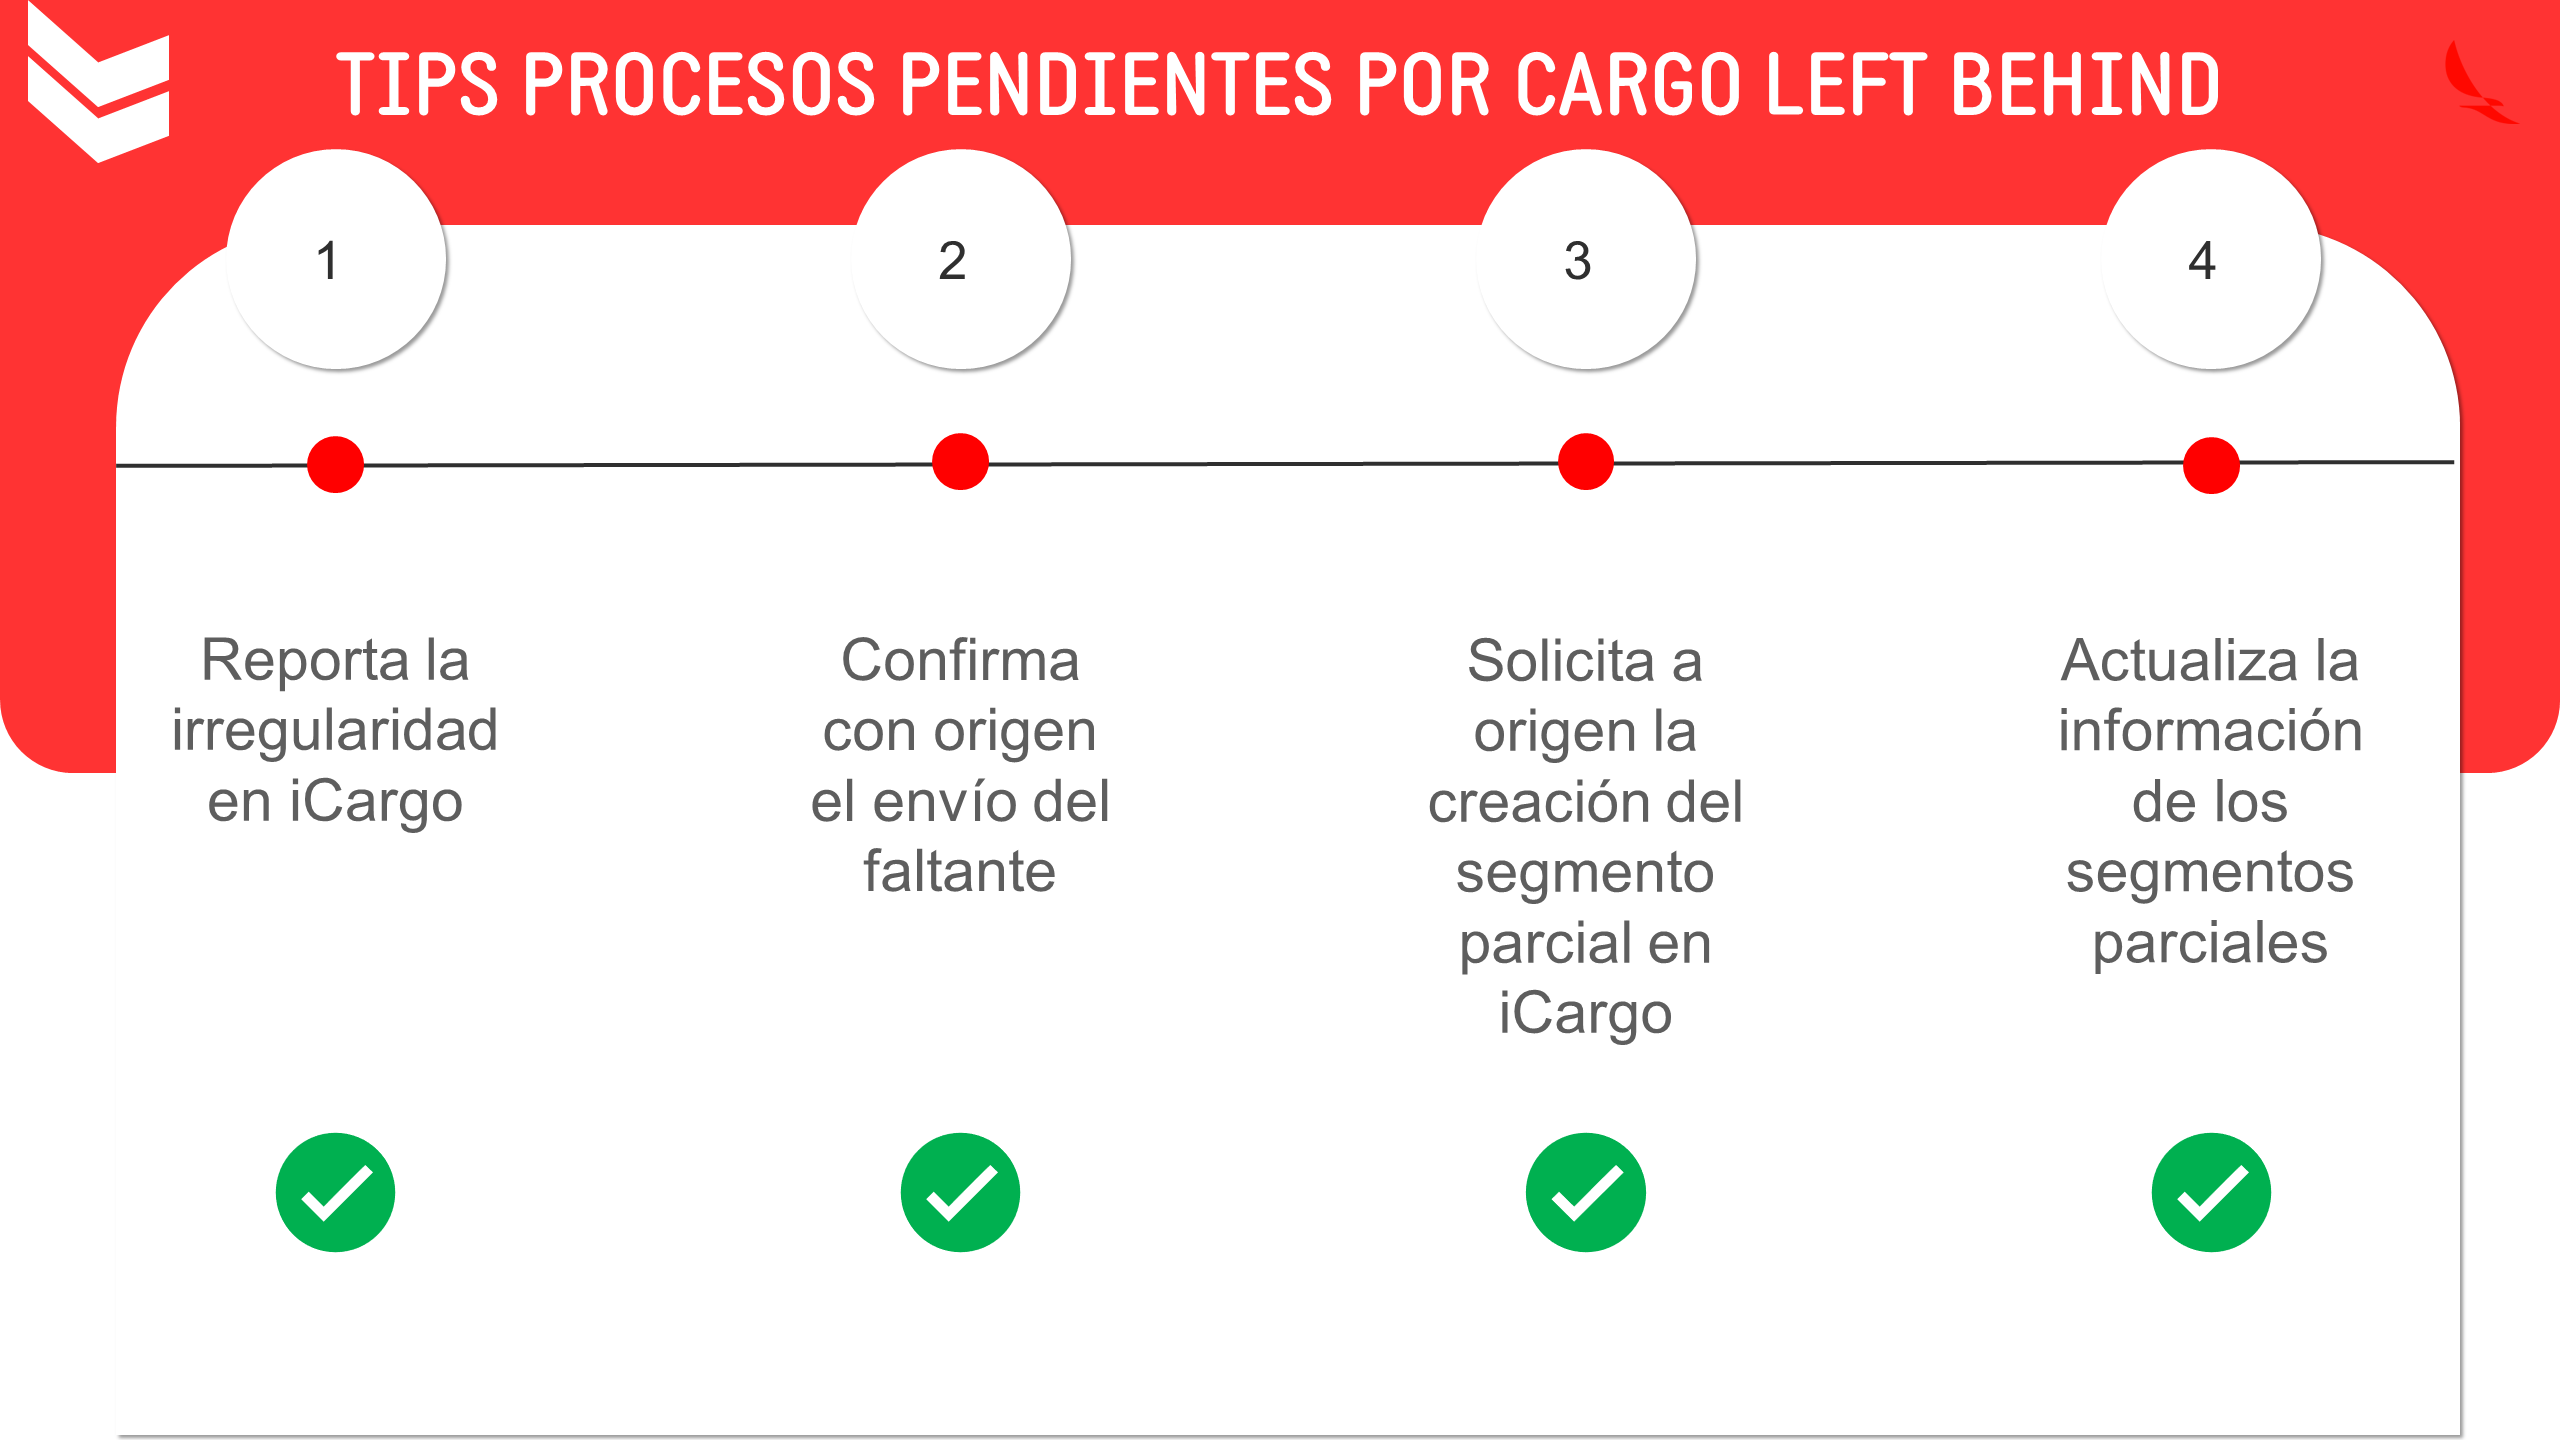 TIPS PROCESOS PENDIENTES POR CARGO LEFT BEHIND
1
Reporta la
irregularidad
en iCargo
2
Confirma
con origen
el envío del
faltante
3
Solicita a
origen la
creación del
segmento
parcial en
iCargo
4
Actualiza la
información
de los
segmentos
parciales